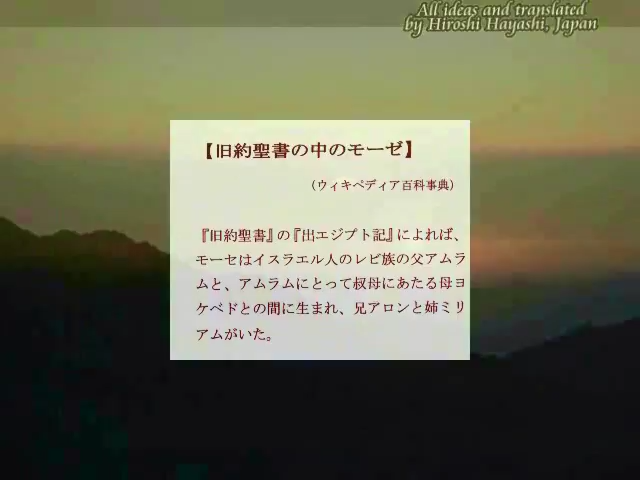 All ideas and translated
by Hiroshi Hayashi, Japan
【旧約聖書の中のモーゼ】
（ウィキペディア百科事典）
『旧約聖書』の『出エジプト記』によれば、
モーセはイスラエル人のレビ族の父アムラ
ムと、アムラムにとって叔母にあたる母ヨ
ケベドとの間に生まれ、兄アロンと姉ミリ
アムがいた。